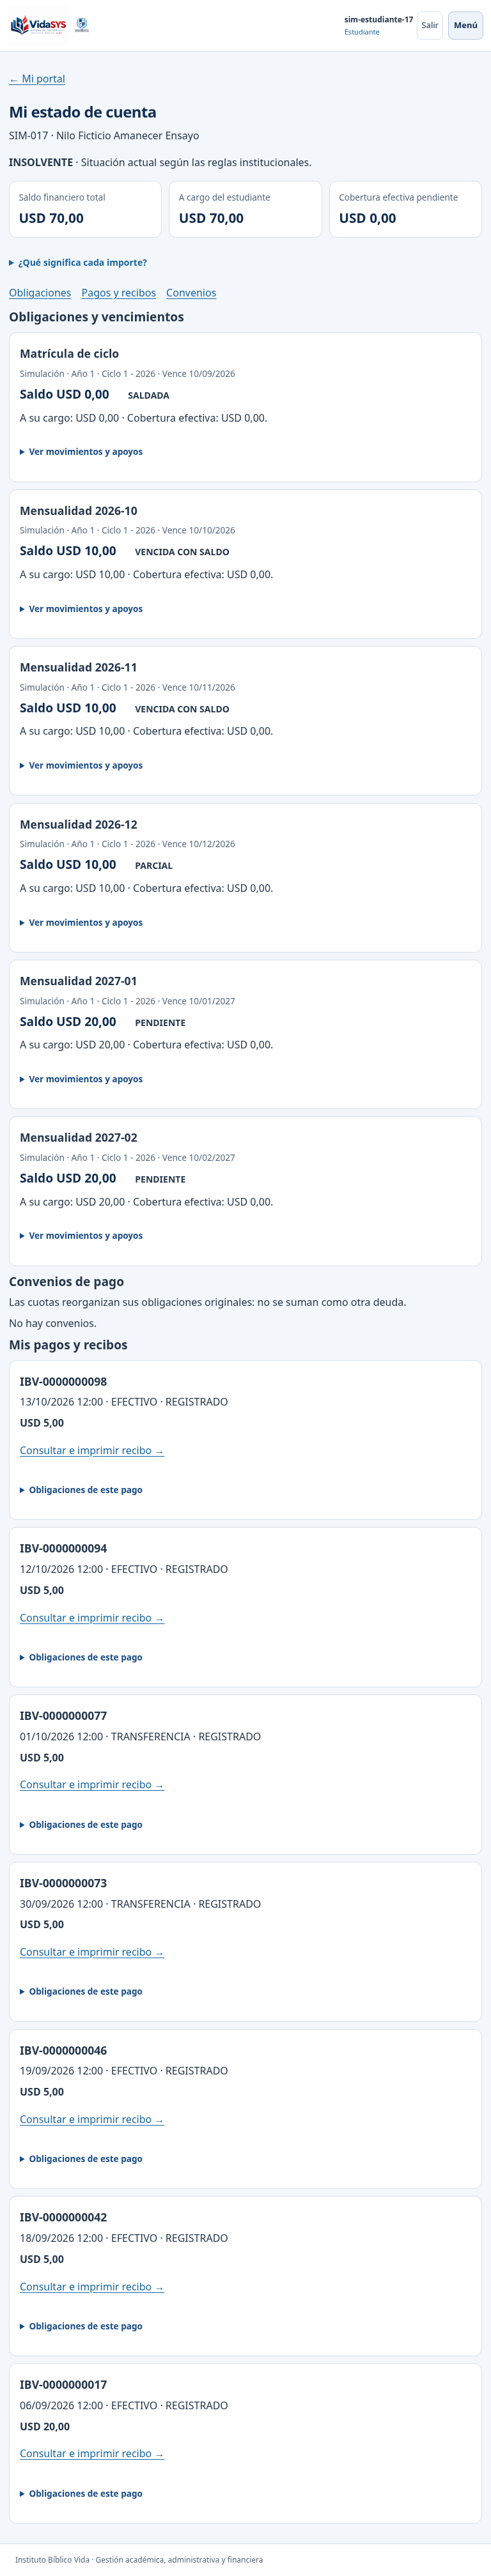 VidaSYS
sim-estudiante-17
Estudiante
Salir
Menú
← Mi portal
Mi estado de cuenta
SIM-017 · Nilo Ficticio Amanecer Ensayo
INSOLVENTE · Situación actual según las reglas institucionales.
Saldo financiero total
USD 70,00
A cargo del estudiante
USD 70,00
Cobertura efectiva pendiente
USD 0,00
▶ ¿Qué significa cada importe?
Obligaciones Pagos y recibos Convenios
Obligaciones y vencimientos
Matrícula de ciclo
Simulación · Año 1 · Ciclo 1 - 2026 · Vence 10/09/2026
Saldo USD 0,00 SALDADA
A su cargo: USD 0,00 · Cobertura efectiva: USD 0,00.
▶ Ver movimientos y apoyos
Mensualidad 2026-10
Simulación · Año 1 · Ciclo 1 - 2026 · Vence 10/10/2026
Saldo USD 10,00 VENCIDA CON SALDO
A su cargo: USD 10,00 · Cobertura efectiva: USD 0,00.
▶ Ver movimientos y apoyos
Mensualidad 2026-11
Simulación · Año 1 · Ciclo 1 - 2026 · Vence 10/11/2026
Saldo USD 10,00 VENCIDA CON SALDO
A su cargo: USD 10,00 · Cobertura efectiva: USD 0,00.
▶ Ver movimientos y apoyos
Mensualidad 2026-12
Simulación · Año 1 · Ciclo 1 - 2026 · Vence 10/12/2026
Saldo USD 10,00 PARCIAL
A su cargo: USD 10,00 · Cobertura efectiva: USD 0,00.
▶ Ver movimientos y apoyos
Mensualidad 2027-01
Simulación · Año 1 · Ciclo 1 - 2026 · Vence 10/01/2027
Saldo USD 20,00 PENDIENTE
A su cargo: USD 20,00 · Cobertura efectiva: USD 0,00.
▶ Ver movimientos y apoyos
Mensualidad 2027-02
Simulación · Año 1 · Ciclo 1 - 2026 · Vence 10/02/2027
Saldo USD 20,00 PENDIENTE
A su cargo: USD 20,00 · Cobertura efectiva: USD 0,00.
▶ Ver movimientos y apoyos
Convenios de pago
Las cuotas reorganizan sus obligaciones originales: no se suman como otra deuda.
No hay convenios.
Mis pagos y recibos
IBV-0000000098
13/10/2026 12:00 · EFECTIVO · REGISTRADO
USD 5,00
Consultar e imprimir recibo →
▶ Obligaciones de este pago
IBV-0000000094
12/10/2026 12:00 · EFECTIVO · REGISTRADO
USD 5,00
Consultar e imprimir recibo →
▶ Obligaciones de este pago
IBV-0000000077
01/10/2026 12:00 · TRANSFERENCIA · REGISTRADO
USD 5,00
Consultar e imprimir recibo →
▶ Obligaciones de este pago
IBV-0000000073
30/09/2026 12:00 · TRANSFERENCIA · REGISTRADO
USD 5,00
Consultar e imprimir recibo →
▶ Obligaciones de este pago
IBV-0000000046
19/09/2026 12:00 · EFECTIVO · REGISTRADO
USD 5,00
Consultar e imprimir recibo →
▶ Obligaciones de este pago
IBV-0000000042
18/09/2026 12:00 · EFECTIVO · REGISTRADO
USD 5,00
Consultar e imprimir recibo →
▶ Obligaciones de este pago
IBV-0000000017
06/09/2026 12:00 · EFECTIVO · REGISTRADO
USD 20,00
Consultar e imprimir recibo →
▶ Obligaciones de este pago
Instituto Bíblico Vida · Gestión académica, administrativa y financiera